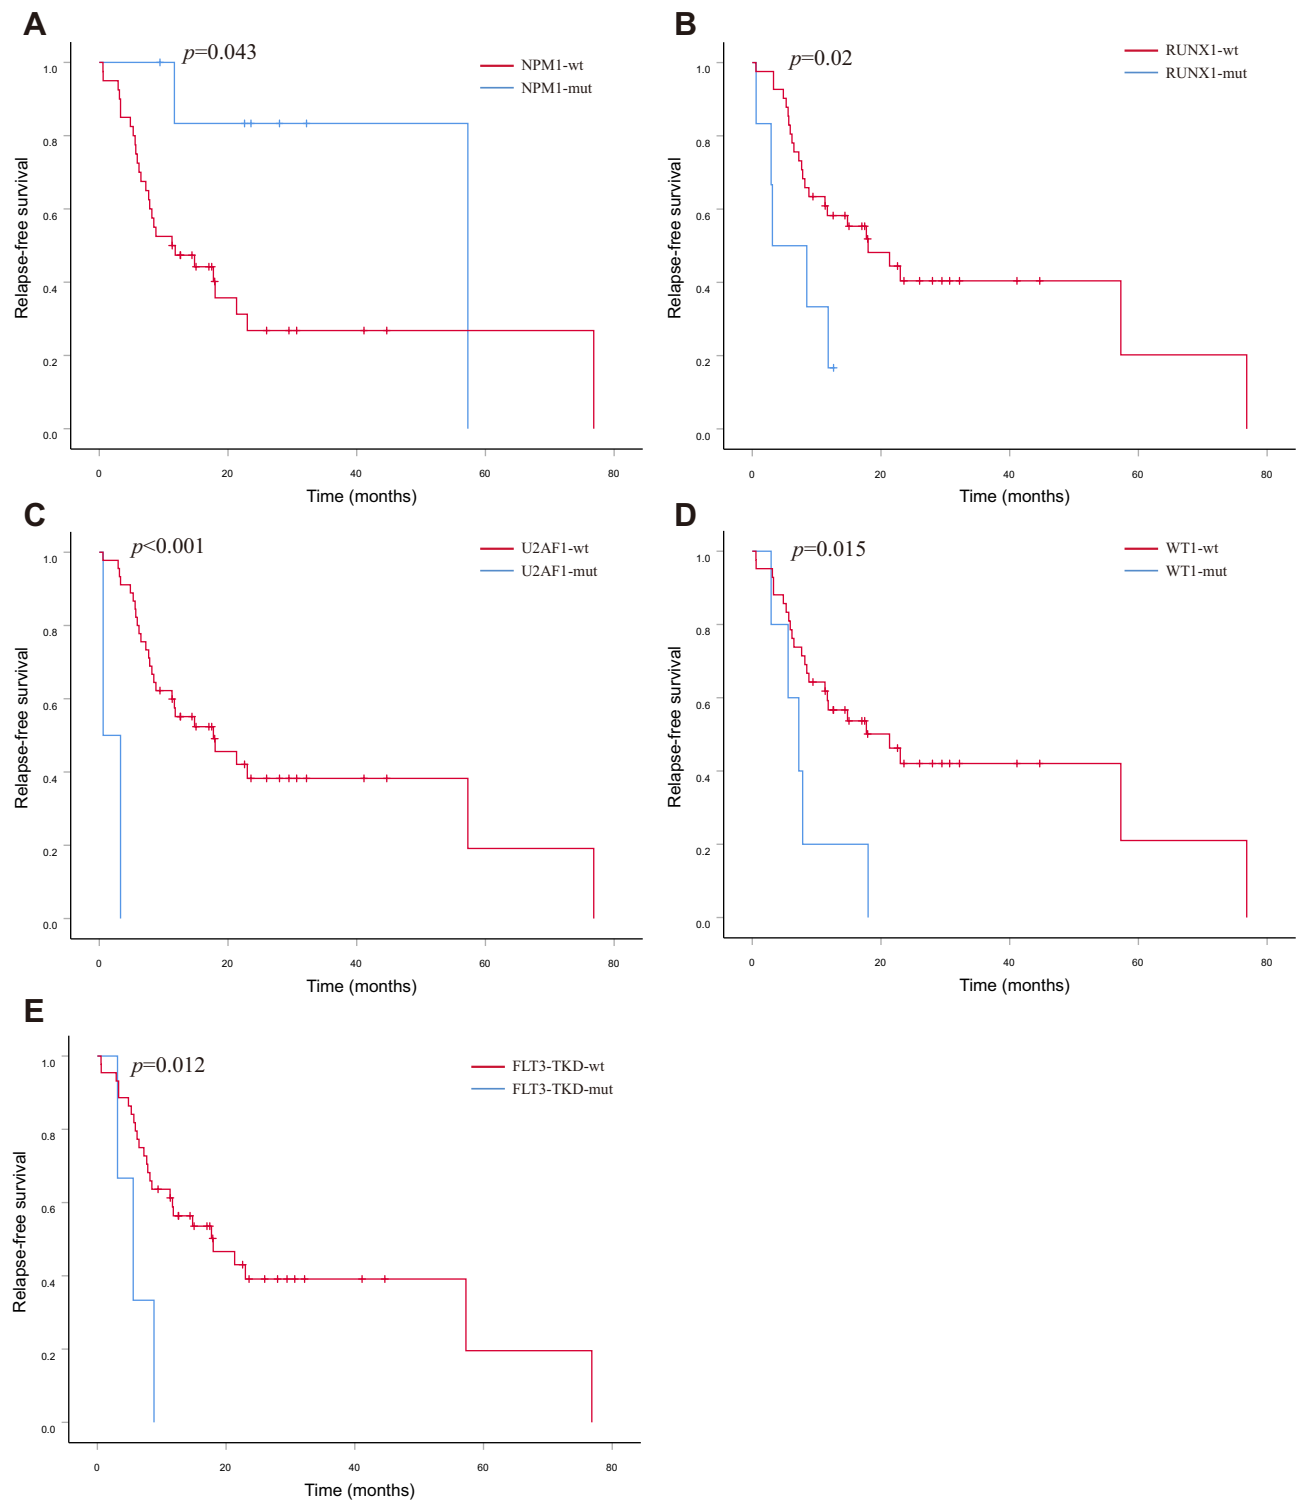 A
p=0.043
NPM1-wt
NPM1-mut
Relapse-free survival
1.0
0.8
0.6
0.4
0.2
0.0
0 20 40 60 80
Time (months)
B
p=0.02
RUNX1-wt
RUNX1-mut
Relapse-free survival
1.0
0.8
0.6
0.4
0.2
0.0
0 20 40 60 80
Time (months)
C
p<0.001
U2AF1-wt
U2AF1-mut
Relapse-free survival
1.0
0.8
0.6
0.4
0.2
0.0
0 20 40 60 80
Time (months)
D
p=0.015
WT1-wt
WT1-mut
Relapse-free survival
1.0
0.8
0.6
0.4
0.2
0.0
0 20 40 60 80
Time (months)
E
p=0.012
FLT3-TKD-wt
FLT3-TKD-mut
Relapse-free survival
1.0
0.8
0.6
0.4
0.2
0.0
0 20 40 60 80
Time (months)